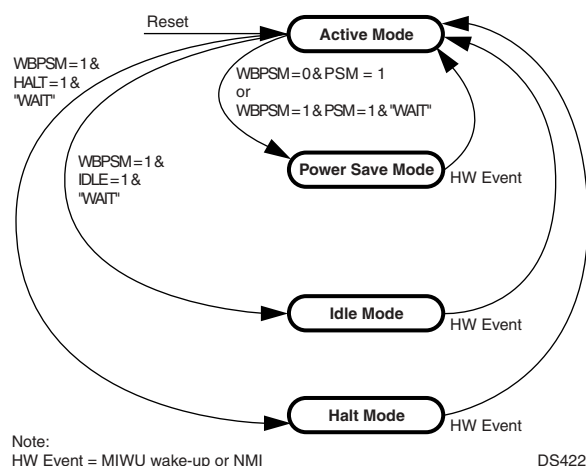 Reset
Active Mode
WBPSM=1&
HALT=1&
"WAIT"
WBPSM=0&PSM = 1
or
WBPSM=1&PSM=1&"WAIT"
WBPSM=1&
IDLE=1&
"WAIT"
Power Save Mode
HW Event
Idle Mode
HW Event
Halt Mode
HW Event
Note:
HW Event = MIWU wake-up or NMI
DS422